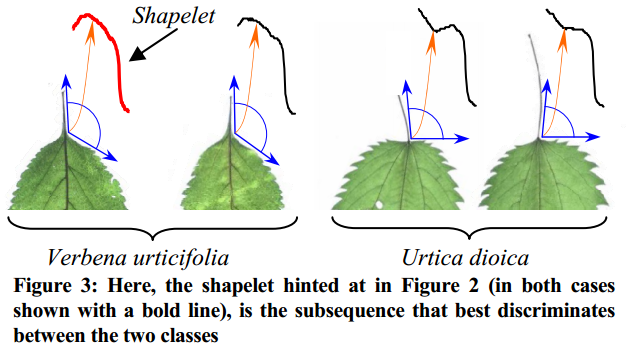 Shapelet
Verbena urticifolia
Urtica dioica
Figure 3: Here, the shapelet hinted at in Figure 2 (in both cases
shown with a bold line), is the subsequence that best discriminates
between the two classes